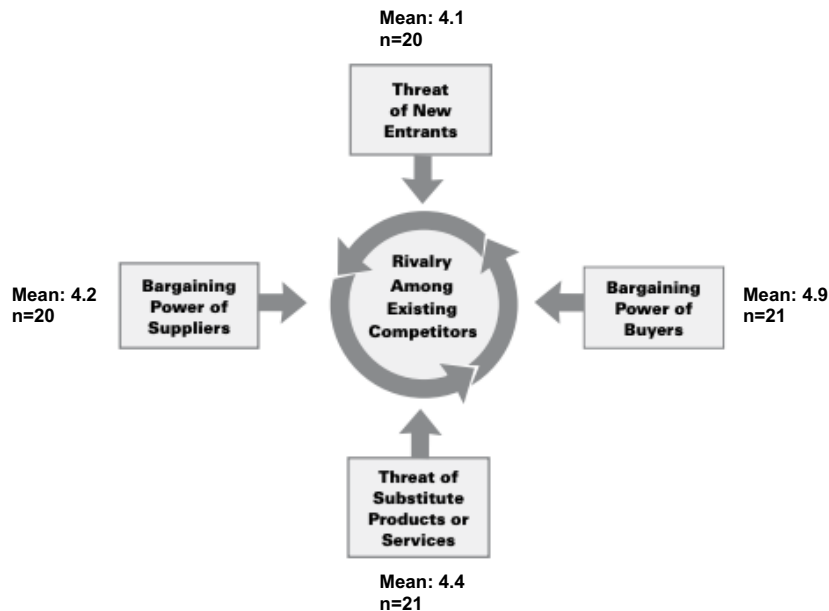 Mean: 4.1
n=20
Threat
of New
Entrants
Mean: 4.2
n=20
Bargaining
Power of
Suppliers
Rivalry
Among
Existing
Competitors
Bargaining
Power of
Buyers
Mean: 4.9
n=21
Threat of
Substitute
Products or
Services
Mean: 4.4
n=21